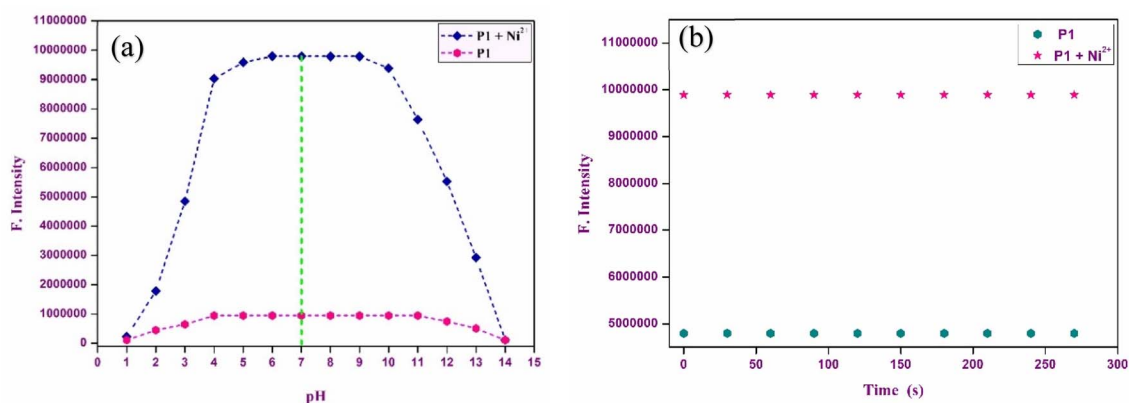 (a)
P1 + Ni2+
P1
11000000
10000000
9000000
8000000
7000000
6000000
5000000
4000000
3000000
2000000
1000000
0
F. Intensity
0 1 2 3 4 5 6 7 8 9 10 11 12 13 14 15
pH
(b)
P1
P1 + Ni2+
11000000
10000000
9000000
8000000
7000000
6000000
5000000
F. Intensity
0 50 100 150 200 250 300
Time (s)